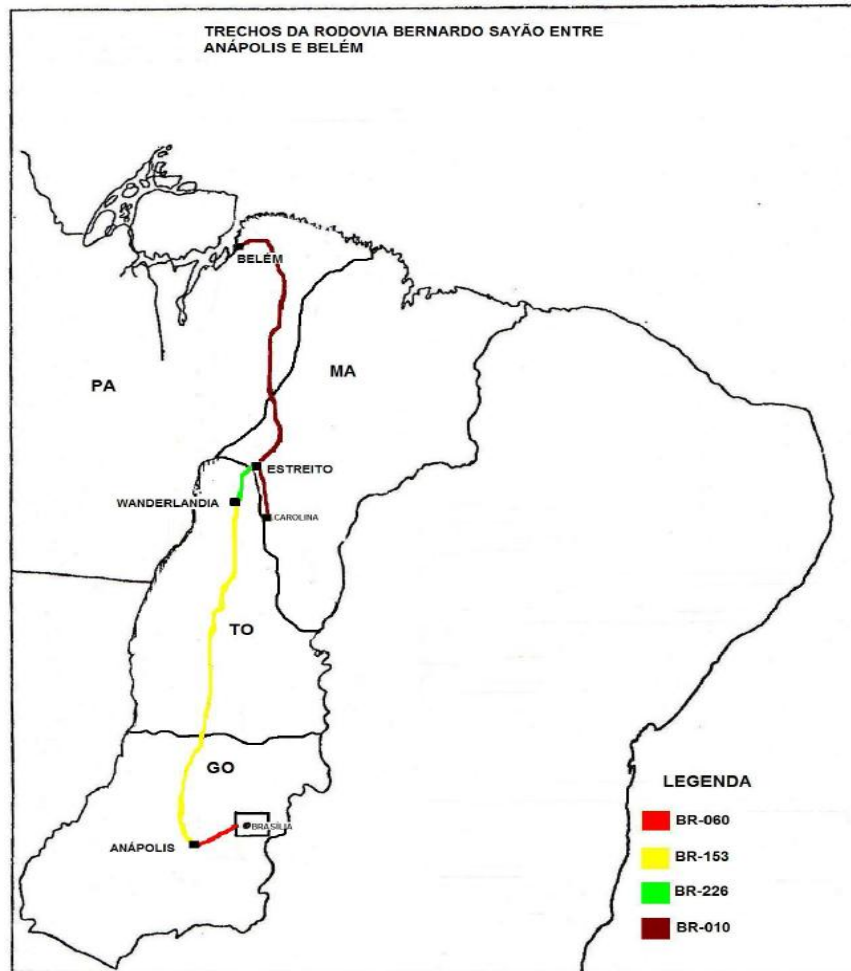 TRECHOS DA RODOVIA BERNARDO SAYÃO ENTRE
ANÁPOLIS E BELÉM
BELÉM
PA
MA
ESTREITO
WANDERLANDIA
CAROLINA
TO
GO
BRASÍLIA
ANÁPOLIS
LEGENDA
BR-060
BR-153
BR-226
BR-010